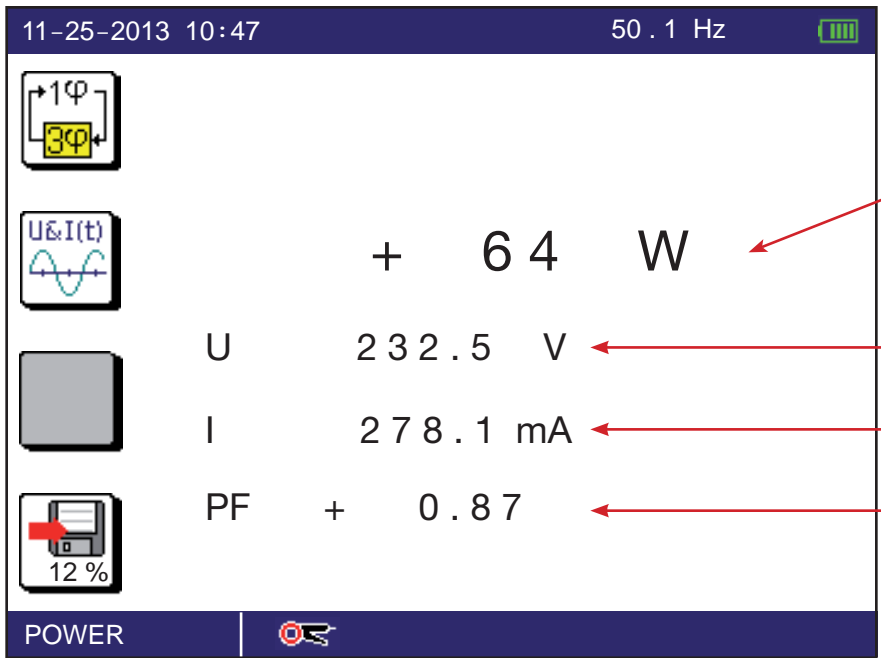 11-25-2013 10:47 50.1 Hz
1φ
3φ
+ 64 W
U&I(t)
U 232.5 V
I 278.1 mA
PF + 0.87
12 %
POWER